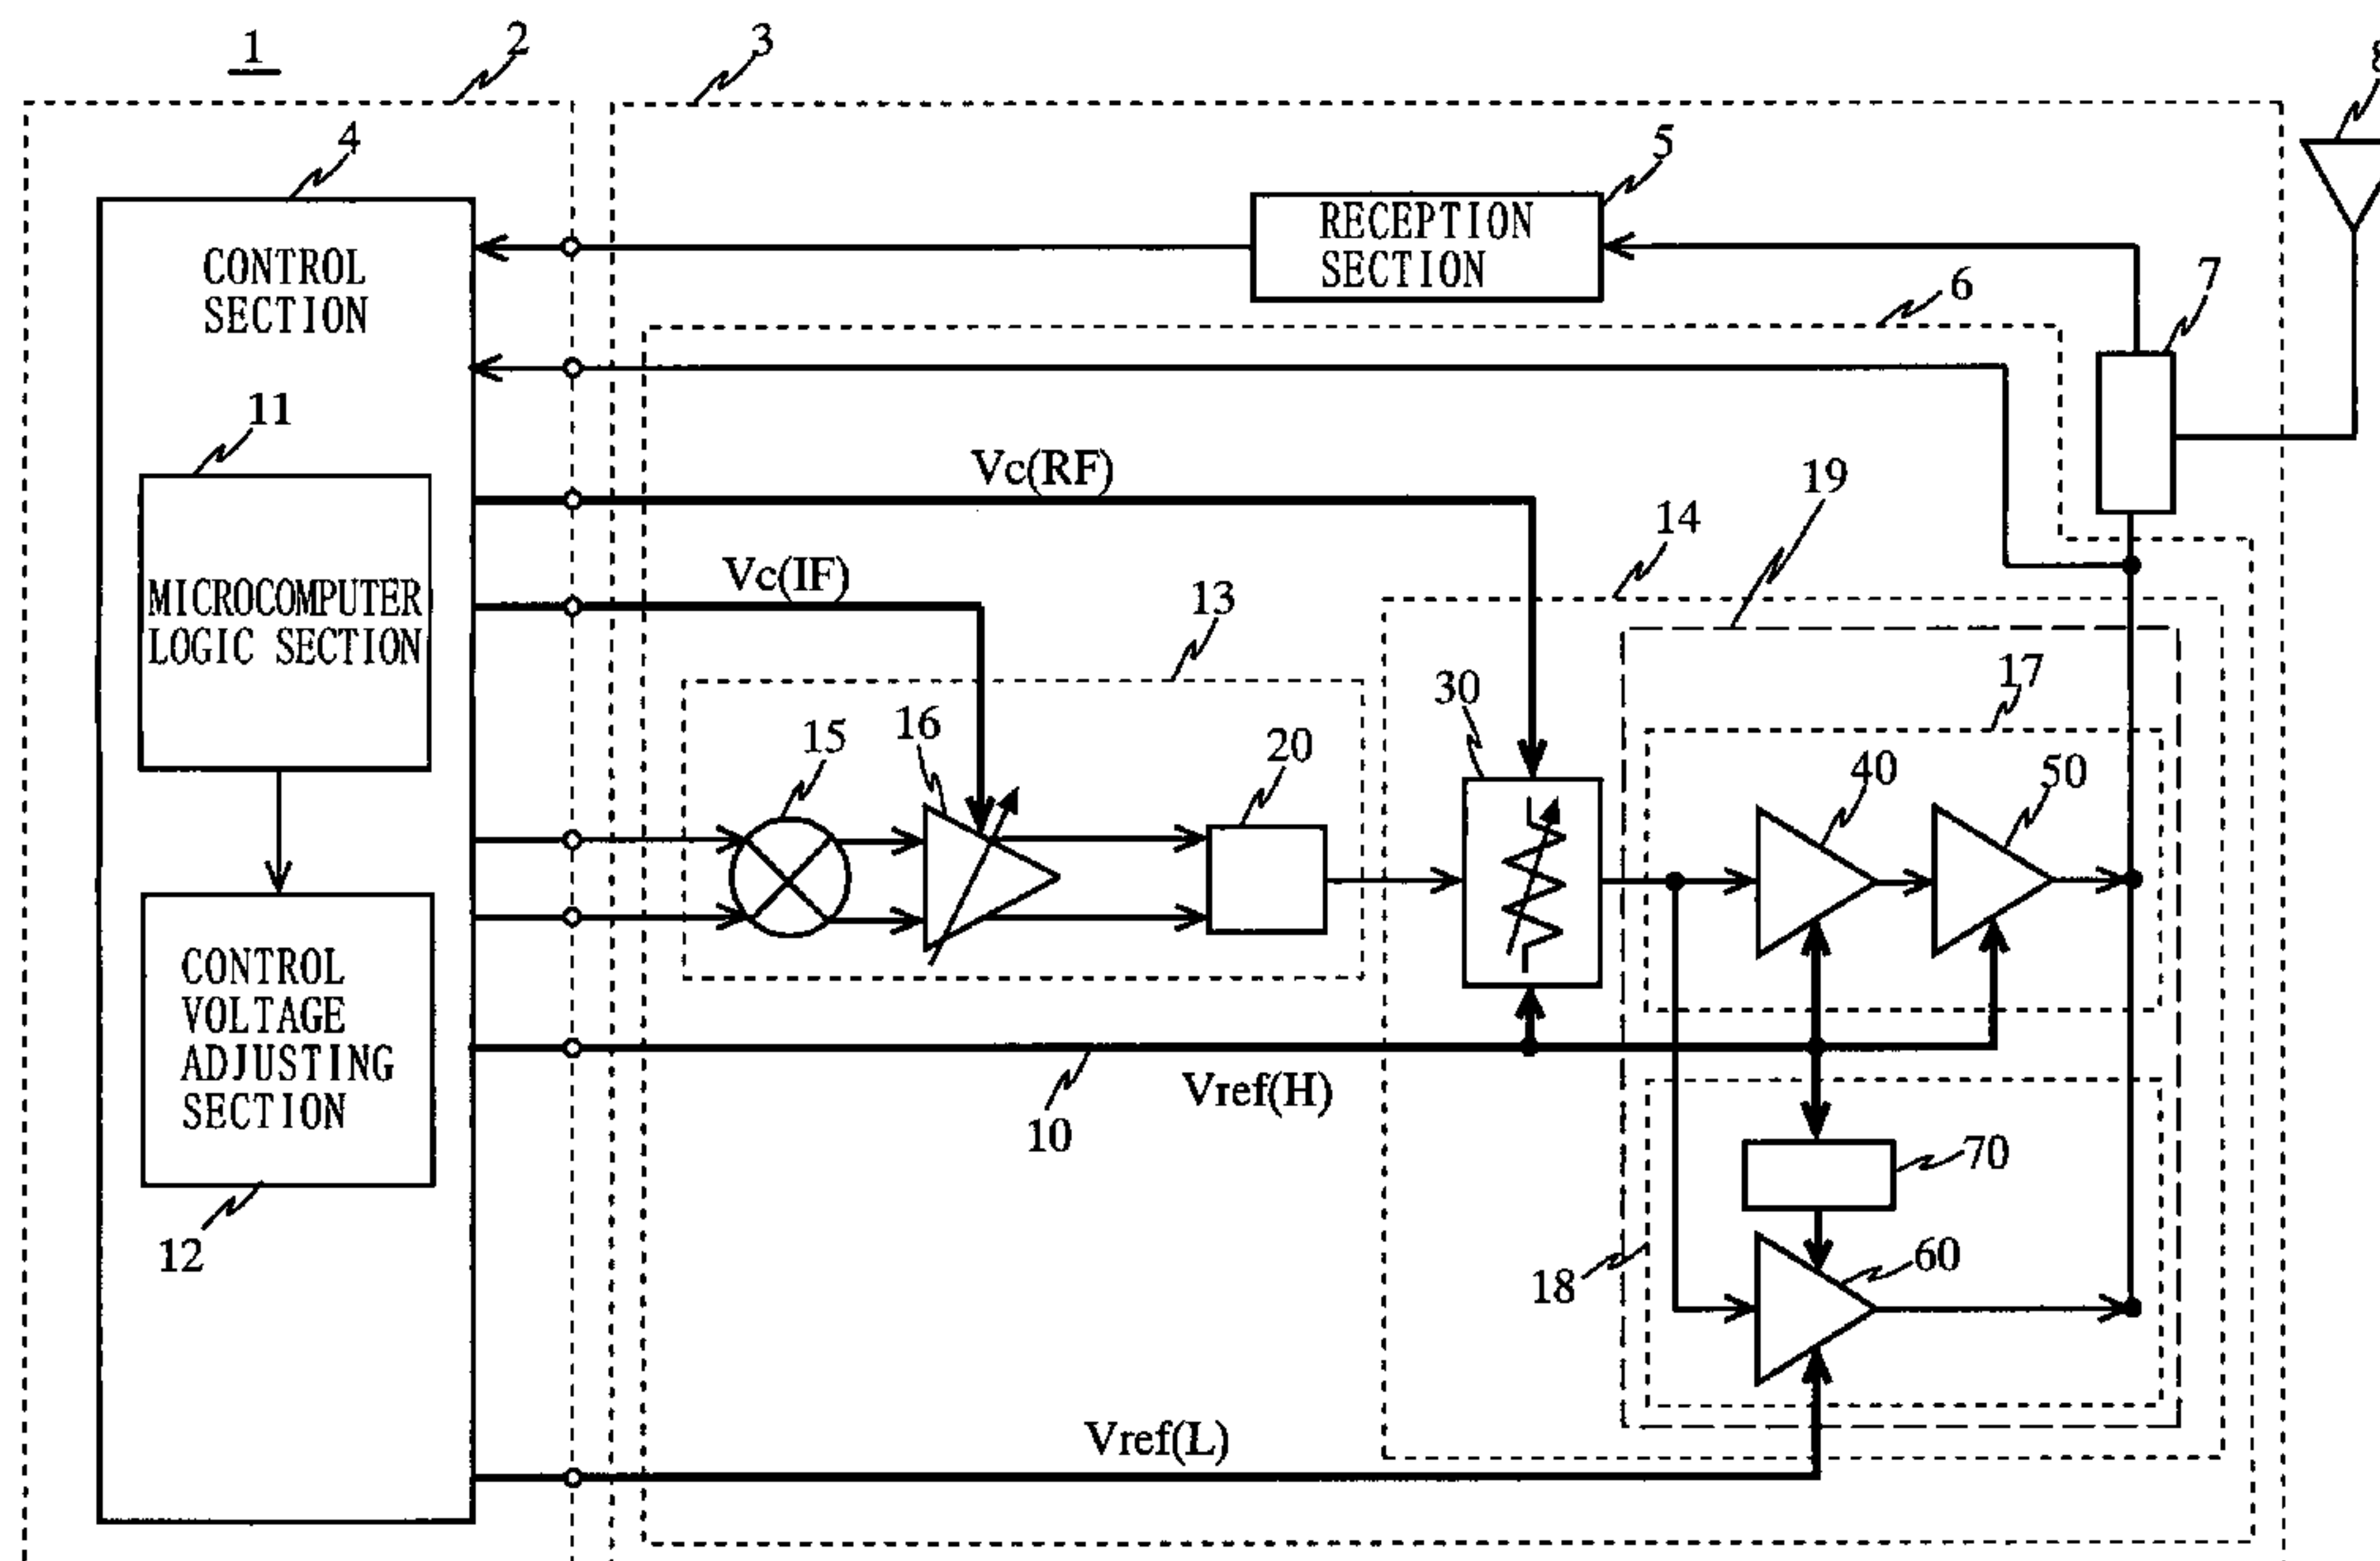 1
2
3
8
4
5
RECEPTION
SECTION
CONTROL
SECTION
6
7
11
Vc(RF)
19
14
Vc(IF)
13
MICROCOMPUTER
LOGIC SECTION
17
30
15
16
20
40
50
CONTROL
VOLTAGE
ADJUSTING
SECTION
Vref(H)
10
70
12
18
60
Vref(L)